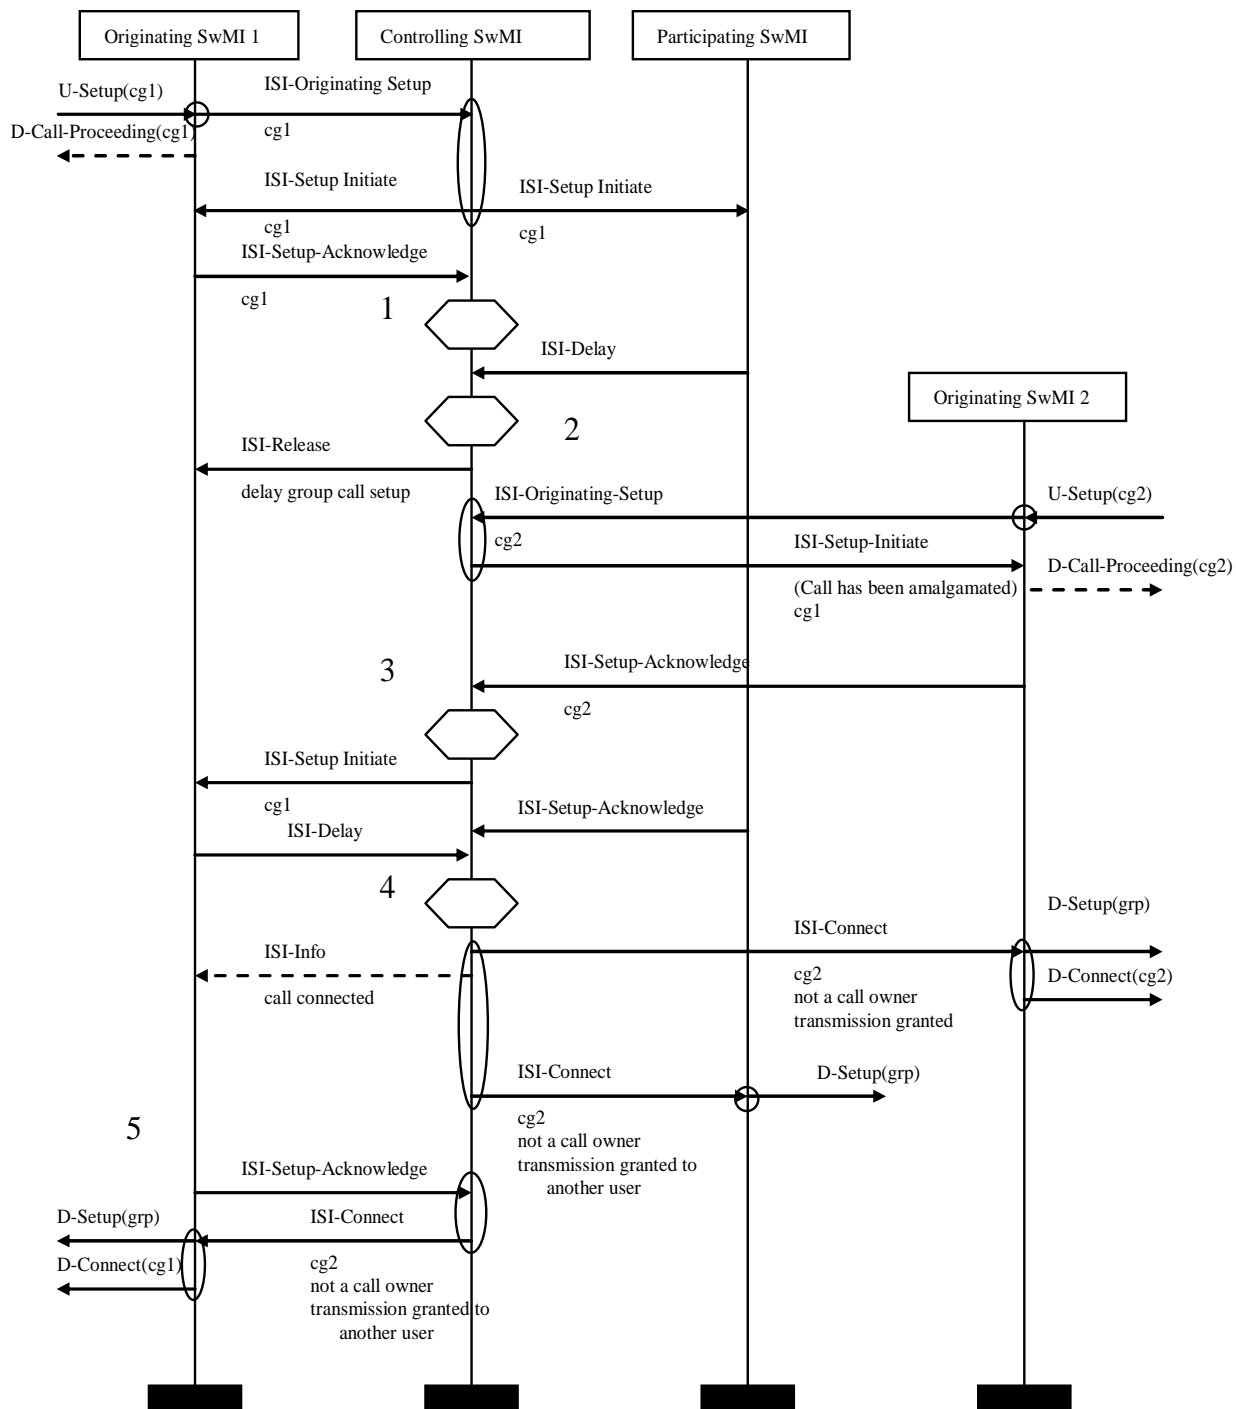 Originating SwMI 1
Controlling SwMI
Participating SwMI
ISI-Originating Setup
U-Setup(cg1)
cg1
D-Call-Proceeding(cg1)
ISI-Setup Initiate
ISI-Setup Initiate
cg1
cg1
ISI-Setup-Acknowledge
cg1
1
ISI-Delay
Originating SwMI 2
2
ISI-Release
delay group call setup
ISI-Originating-Setup
U-Setup(cg2)
cg2
ISI-Setup-Initiate
D-Call-Proceeding(cg2)
(Call has been amalgamated)
cg1
ISI-Setup-Acknowledge
3
cg2
ISI-Setup Initiate
cg1
ISI-Setup-Acknowledge
ISI-Delay
4
D-Setup(grp)
ISI-Connect
ISI-Info
cg2
D-Connect(cg2)
call connected
not a call owner
transmission granted
ISI-Connect
D-Setup(grp)
cg2
5
not a call owner
transmission granted to
another user
ISI-Setup-Acknowledge
D-Setup(grp)
ISI-Connect
D-Connect(cg1)
cg2
not a call owner
transmission granted to
another user